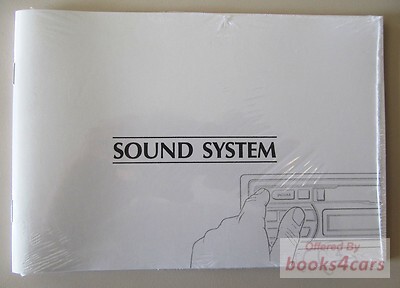 SOUND SYSTEM
Offered By
books4cars